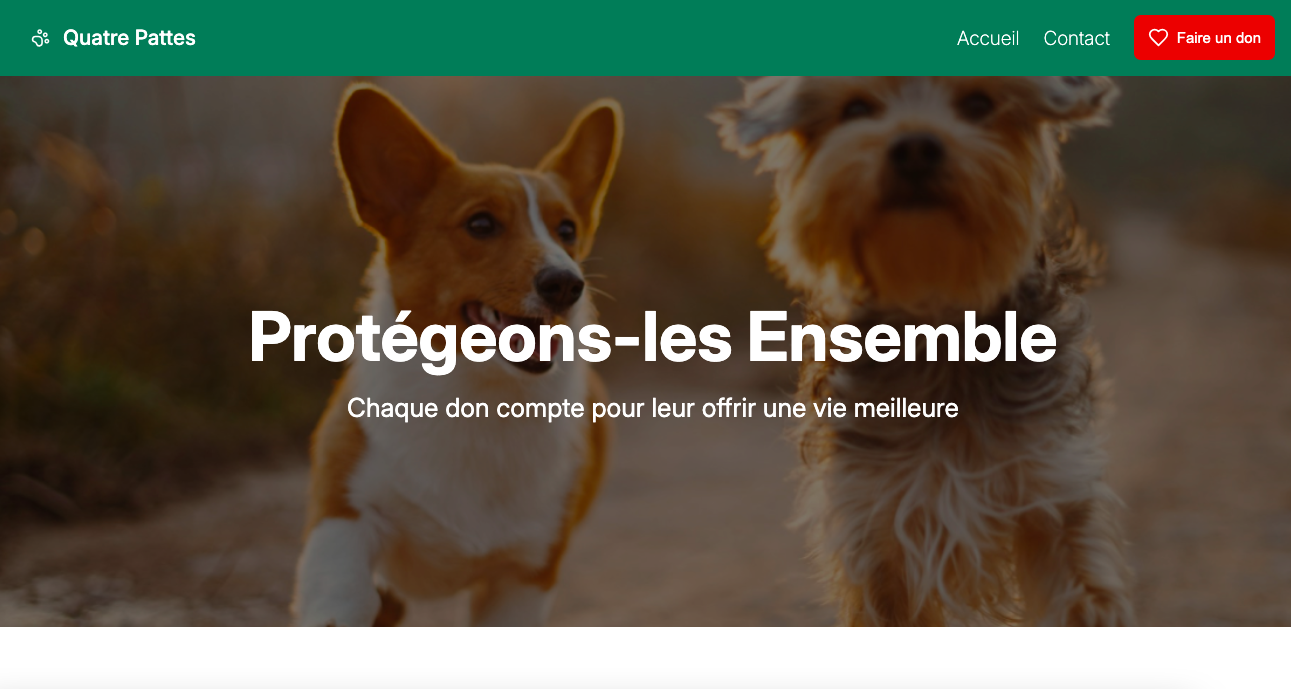 Quatre Pattes
Accueil
Contact
Faire un don
Protégeons-les Ensemble
Chaque don compte pour leur offrir une vie meilleure